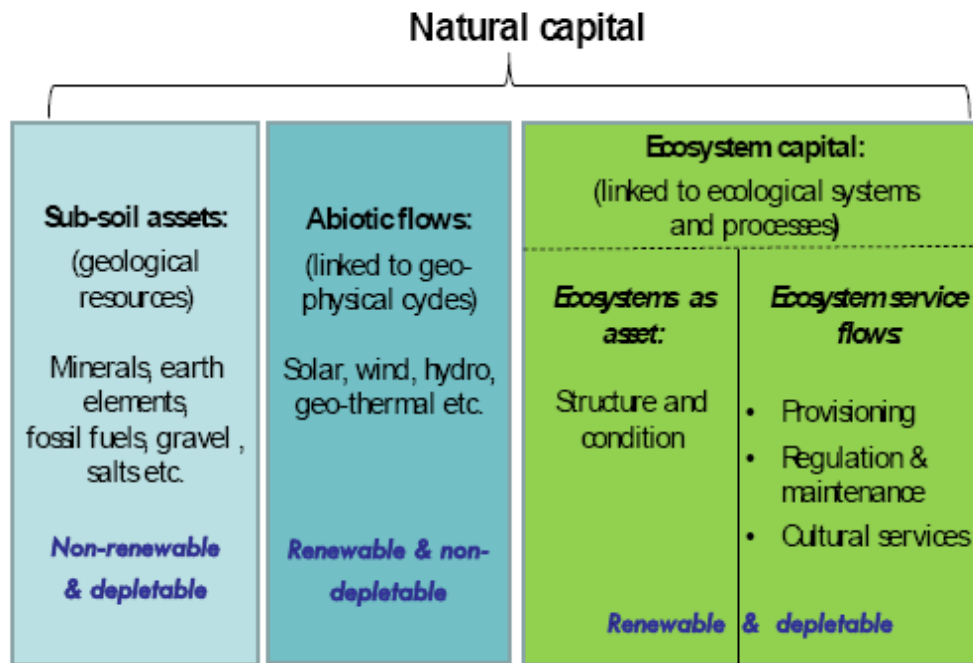 Natural capital
Sub-soil assets:
(geological
resources)
Minerals, earth
elements,
fossil fuels, gravel ,
salts etc.
Non-renewable
& depletable
Abiotic flows:
(linked to geo-
physical cycles)
Solar, wind, hydro,
geo-thermal etc.
Renewable & non-
depletable
Ecosystem capital:
(linked to ecological systems
and processes)
Ecosystems as
asset:
Structure and
condition
Ecosystem service
flows:
• Provisioning
• Regulation &
maintenance
• Cultural services
Renewable & depletable